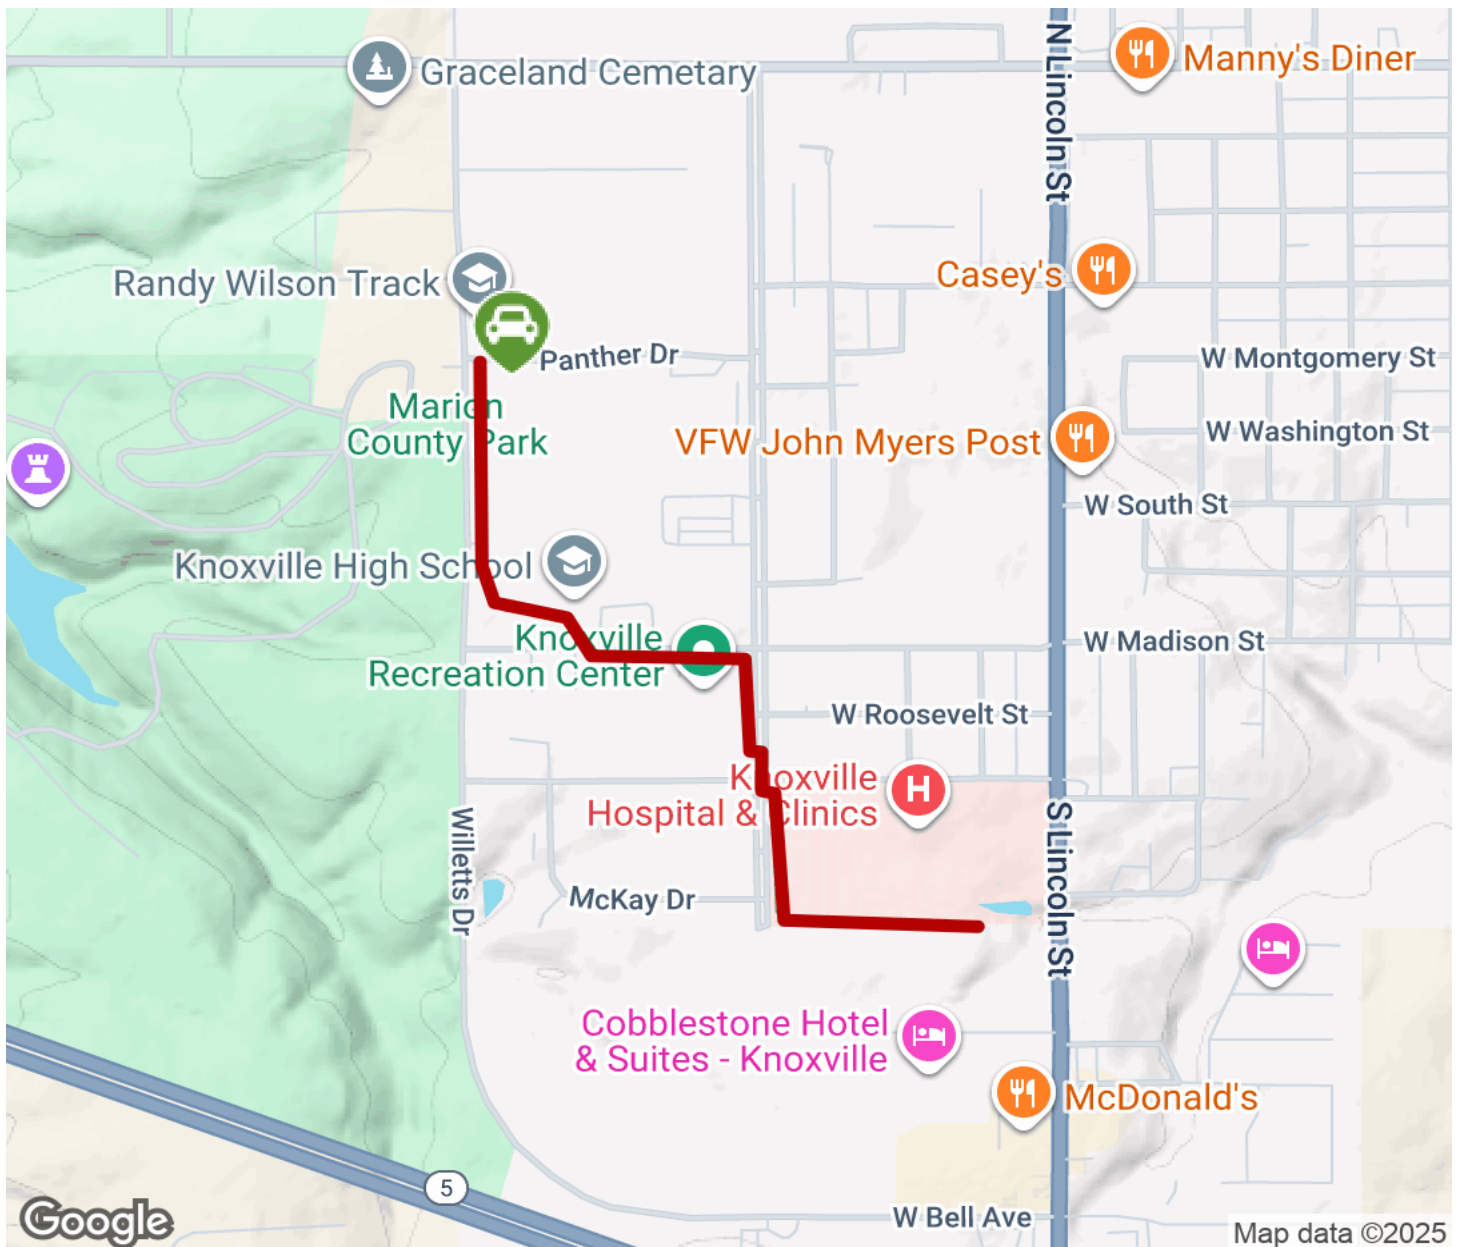 N Lincoln St
Manny's Diner
Graceland Cemetary
Randy Wilson Track
Casey's
Panther Dr
W Montgomery St
Marion
County Park
W Washington St
VFW John Myers Post
W South St
Knoxville High School
Knoxville
Recreation Center
W Madison St
W Roosevelt St
Knoxville
Hospital & Clinics
H
S Lincoln St
Willetts Dr
McKay Dr
S Lincoln St
Cobblestone Hotel
& Suites - Knoxville
McDonald's
5
W Bell Ave
Google
Map data ©2025